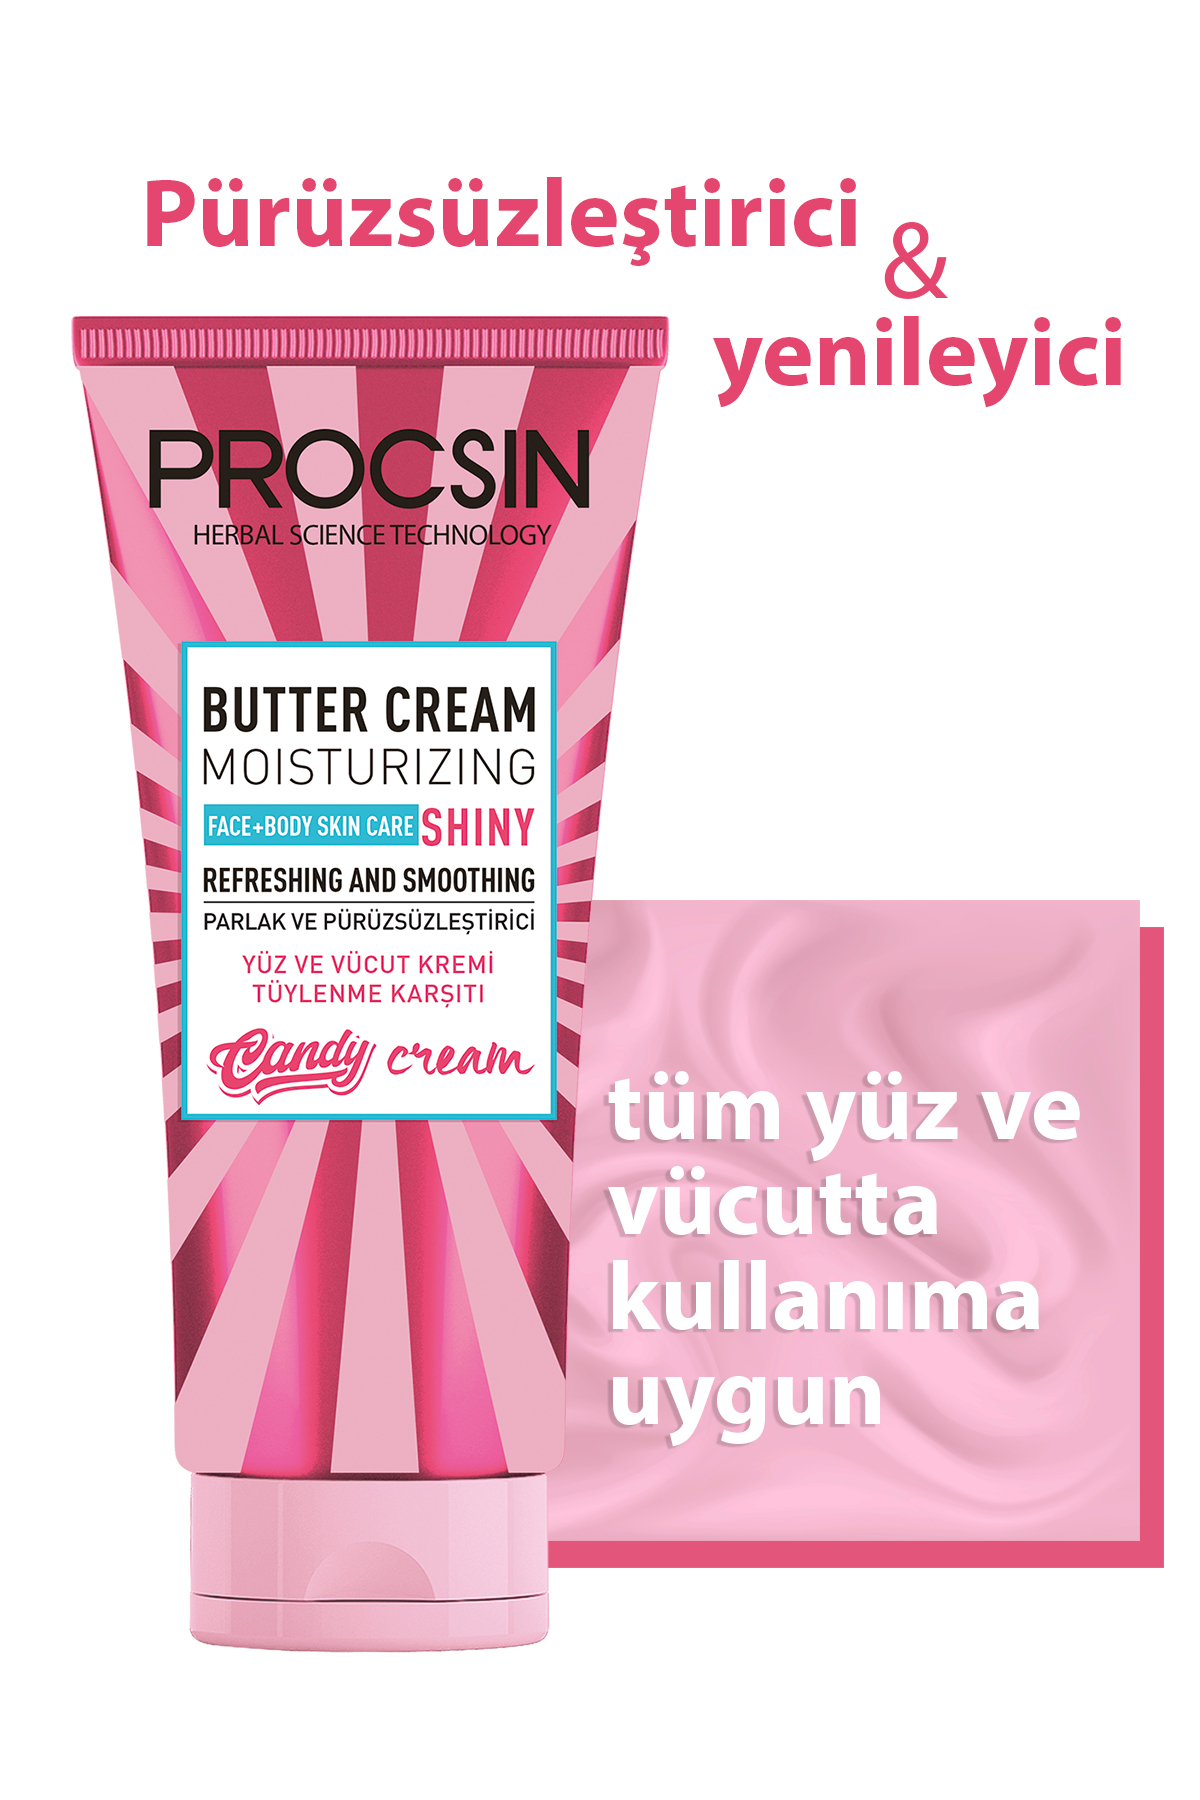 Pürüzsüzleştirici
&
yenileyici
PROCSIN
HERBAL SCIENCE TECHNOLOGY
BUTTER CREAM
MOISTURIZING
FACE+BODY SKIN CARE SHINY
REFRESHING AND SMOOTHING
PARLAK VE PÜRÜZSÜZLEŞTİRİCİ
YÜZ VE VÜCUT KREMİ
TÜYLENME KARŞITI
Candy cream
tüm yüz ve
vücutta
kullanıma
uygun